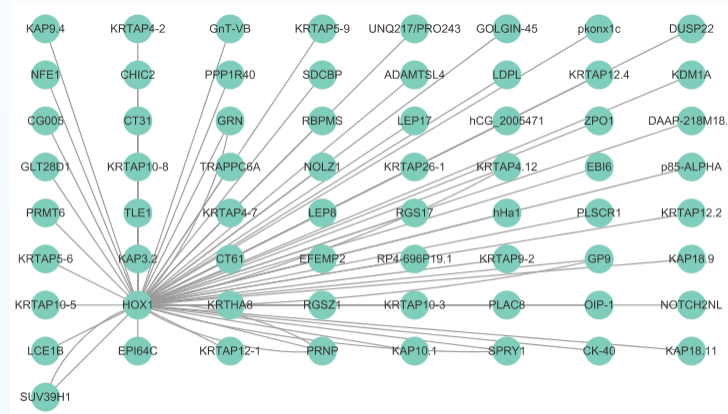 KAP9.4 KRTAP4-2 GnT-VB KRTAP5-9 UNQ217/PRO243 GOLGIN-45 pkonx1c DUSP22
NFE1 CHIC2 PPP1R40 SDCBP ADAMTSL4 LDPL KRTAP12.4 KDM1A
CG005 CT31 GRN RBPMS LEP17 hCG_2005471 ZPO1 DAAP-218M18.
GLT28D1 KRTAP10-8 TRAPPC6A NOLZ1 KRTAP26-1 KRTAP4.12 EBI6 p85-ALPHA
PRMT6 TLE1 KRTAP4-7 LEP8 RGS17 hHa1 PLSCR1 KRTAP12.2
KRTAP5-6 KAP3.2 CT61 EFEMP2 RP4-696P19.1 KRTAP9-2 GP9 KAP18.9
KRTAP10-5 HOX1 KRTHA8 RGSZ1 KRTAP10-3 PLAC8 OIP-1 NOTCH2NL
LCE1B EPI64C KRTAP12-1 PRNP KAP10.1 SPRY1 CK-40 KAP18.11
SUV39H1